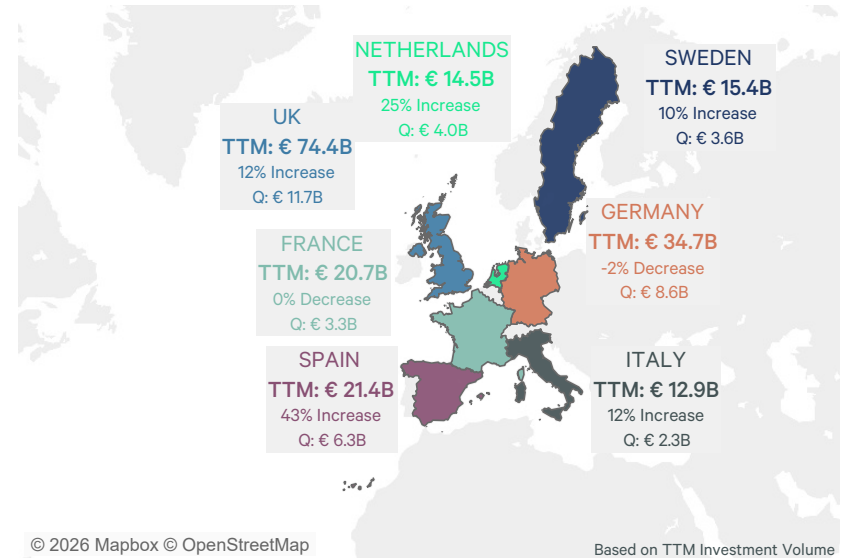 NETHERLANDS
TTM: € 14.5B
25% Increase
Q: € 4.0B
SWEDEN
TTM: € 15.4B
10% Increase
Q: € 3.6B
UK
TTM: € 74.4B
12% Increase
Q: € 11.7B
GERMANY
TTM: € 34.7B
-2% Decrease
Q: € 8.6B
FRANCE
TTM: € 20.7B
0% Decrease
Q: € 3.3B
SPAIN
TTM: € 21.4B
43% Increase
Q: € 6.3B
ITALY
TTM: € 12.9B
12% Increase
Q: € 2.3B
© 2026 Mapbox © OpenStreetMap
Based on TTM Investment Volume